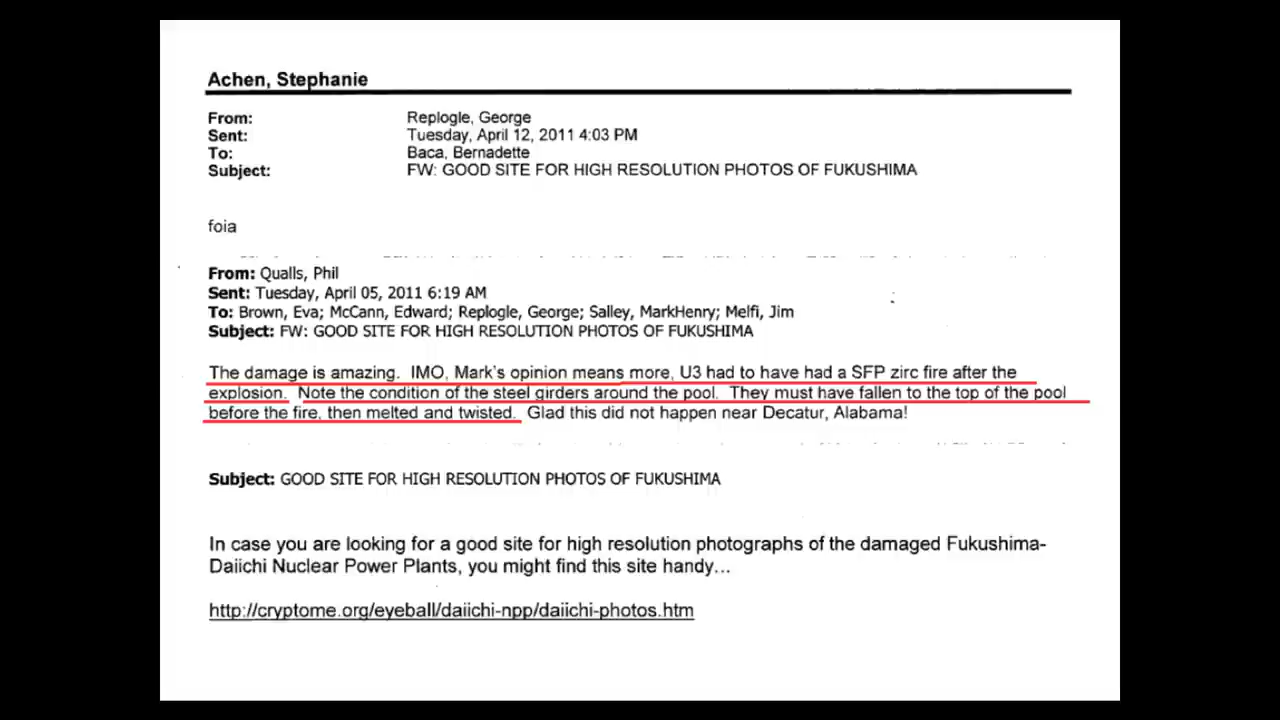 Achen, Stephanie
From: Replogle, George
Sent: Tuesday, April 12, 2011 4:03 PM
To: Baca, Bernadette
Subject: FW: GOOD SITE FOR HIGH RESOLUTION PHOTOS OF FUKUSHIMA
foia
From: Qualls, Phil
Sent: Tuesday, April 05, 2011 6:19 AM
To: Brown, Eva; McCann, Edward; Replogle, George; Salley, MarkHenry; Melfi, Jim
Subject: FW: GOOD SITE FOR HIGH RESOLUTION PHOTOS OF FUKUSHIMA
The damage is amazing. IMO, Mark's opinion means more, U3 had to have had a SFP zirc fire after the
explosion. Note the condition of the steel girders around the pool. They must have fallen to the top of the pool
before the fire, then melted and twisted. Glad this did not happen near Decatur, Alabama!
Subject: GOOD SITE FOR HIGH RESOLUTION PHOTOS OF FUKUSHIMA
In case you are looking for a good site for high resolution photographs of the damaged Fukushima-
Daiichi Nuclear Power Plants, you might find this site handy...
http://cryptome.org/eyeball/daiichi-npp/daiichi-photos.htm